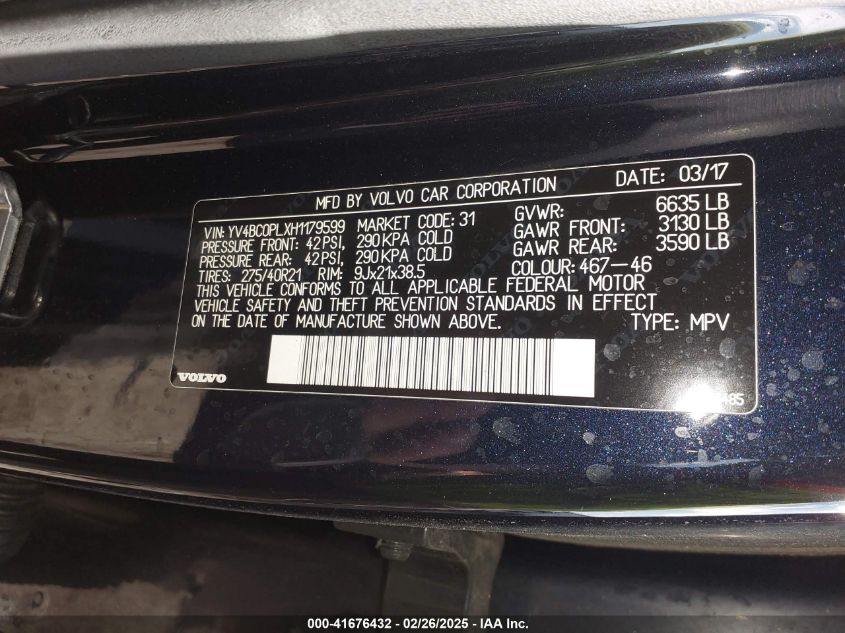 MFD BY VOLVO CAR CORPORATION DATE: 03/17
VIN: YV4BC0PLXH1179599 MARKET CODE: 31 GVWR: 6635 LB
PRESSURE FRONT: 42PSI, 290KPA COLD GAWR FRONT: 3130 LB
PRESSURE REAR: 42PSI, 290KPA COLD GAWR REAR: 3590 LB
TIRES: 275/40R21 RIM: 9Jx21x38.5 COLOUR: 467-46
THIS VEHICLE CONFORMS TO ALL APPLICABLE FEDERAL MOTOR
VEHICLE SAFETY AND THEFT PREVENTION STANDARDS IN EFFECT
ON THE DATE OF MANUFACTURE SHOWN ABOVE. TYPE: MPV
VOLVO
000-41676432 - 02/26/2025 - IAA Inc.